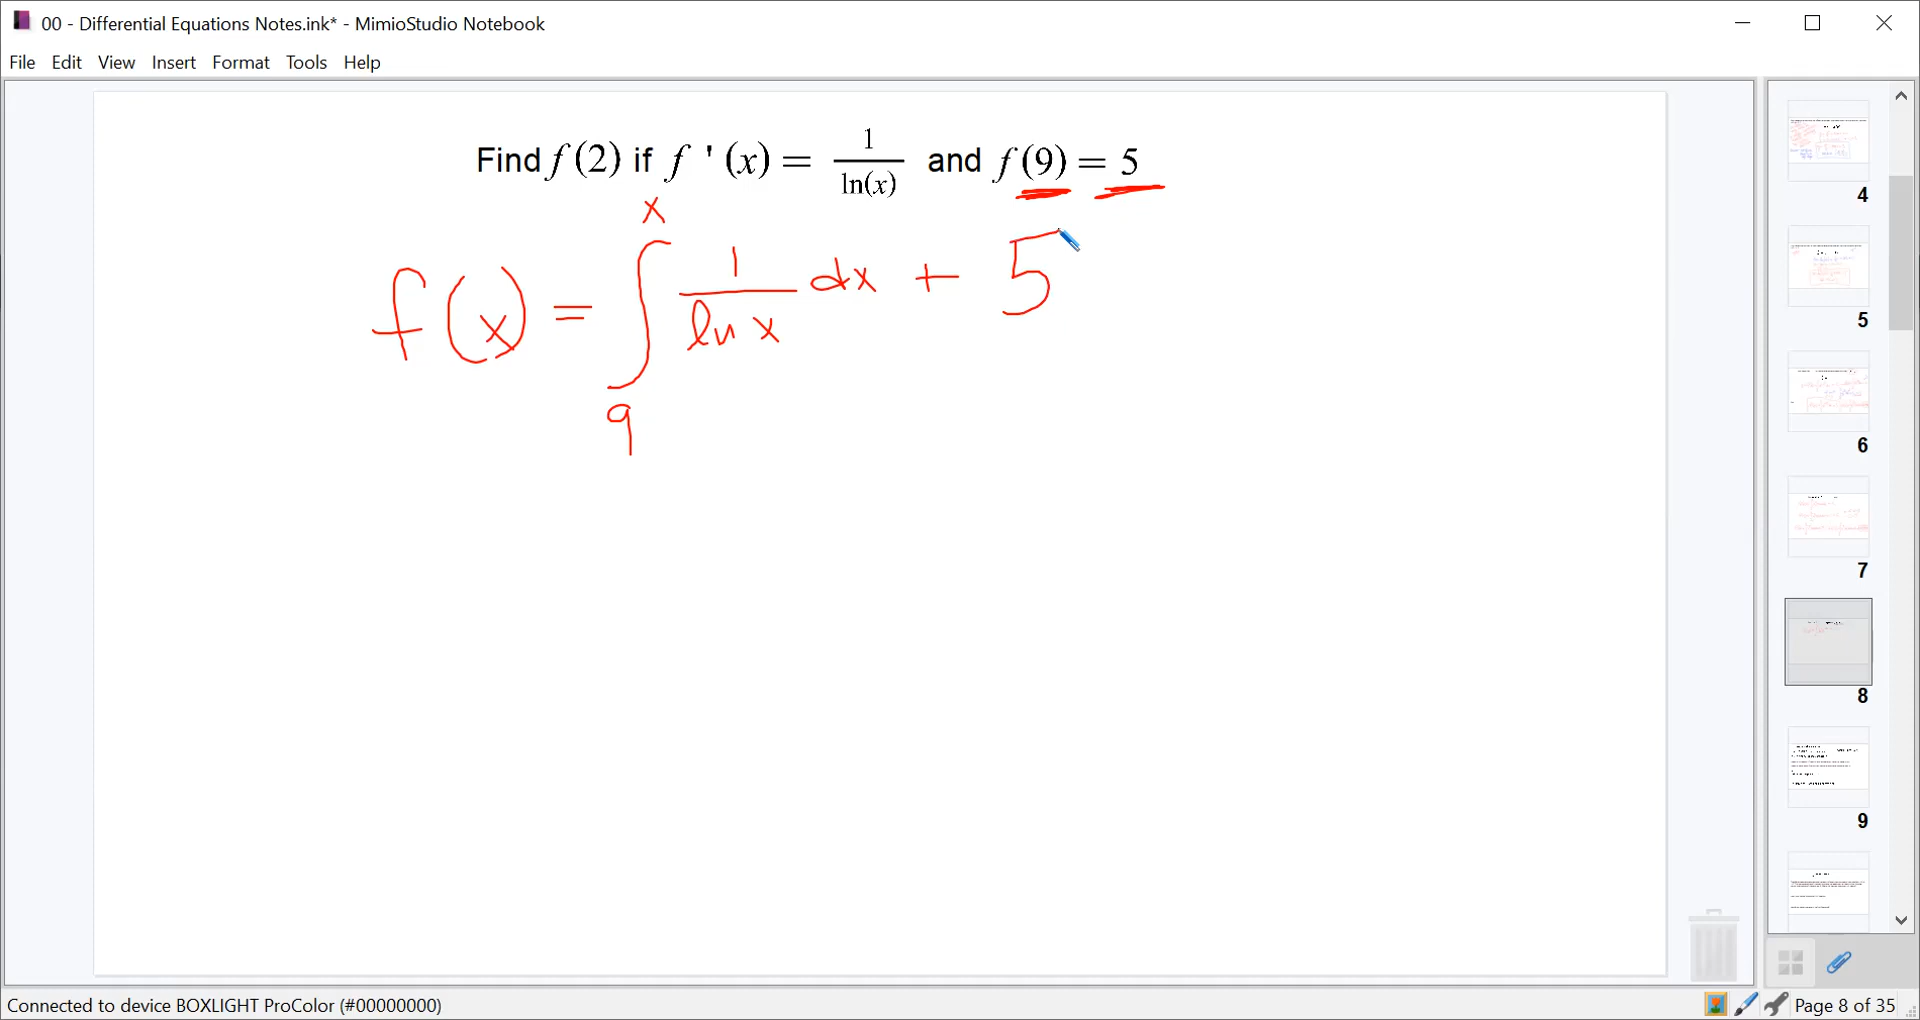 00 - Differential Equations Notes.ink* - MimioStudio Notebook
File Edit View Insert Format Tools Help
Find f(2) if f '(x) = 1/ln(x) and f(9) = 5
f(x) = ∫_9^x 1/ln x dx + 5
4
5
6
7
8
9
Connected to device BOXLIGHT ProColor (#00000000)
Page 8 of 35